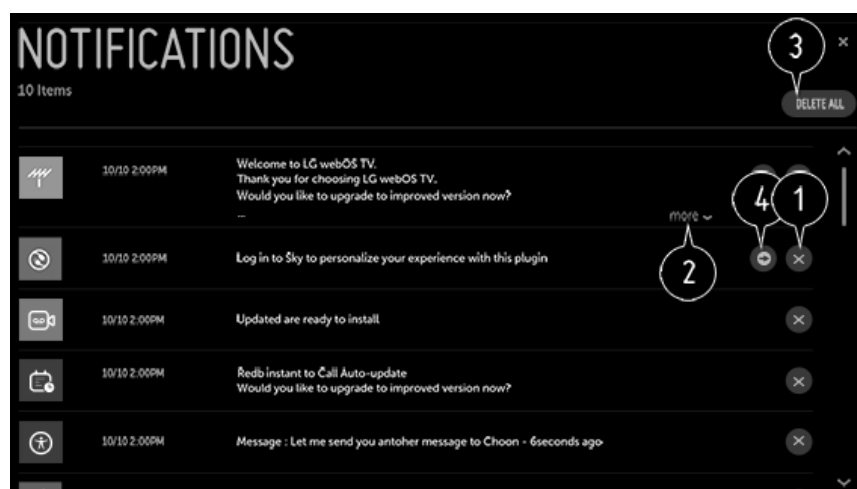 NOTIFICATIONS
10 Items
3
DELETE ALL
10/10 2:00PM
Welcome to LG webOS TV.
Thank you for choosing LG webOS TV.
Would you like to upgrade to improved version now?
...
more
4
1
2
10/10 2:00PM
Log in to Sky to personalize your experience with this plugin
10/10 2:00PM
Updated are ready to install
10/10 2:00PM
Redb instant to Call Auto-update
Would you like to upgrade to improved version now?
10/10 2:00PM
Message : Let me send you antoher message to Choon - 6seconds ago